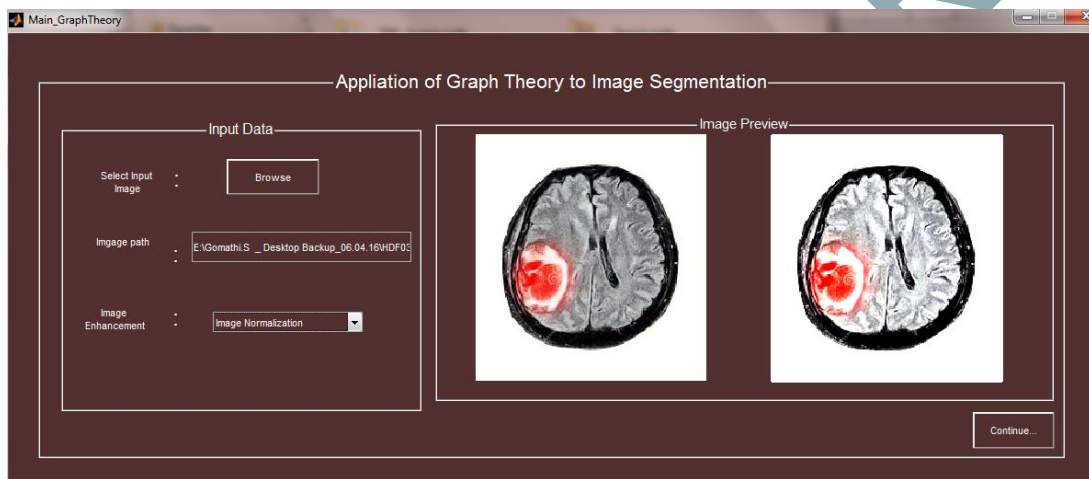 Main_GraphTheory
Appliation of Graph Theory to Image Segmentation
Input Data
Select Input
Image
:
Browse
Imgage path
:
E:\Gomathi.S _ Desktop Backup_06.04.16\HDF03
Image
Enhancement
:
Image Normalization
Image Preview
Continue...